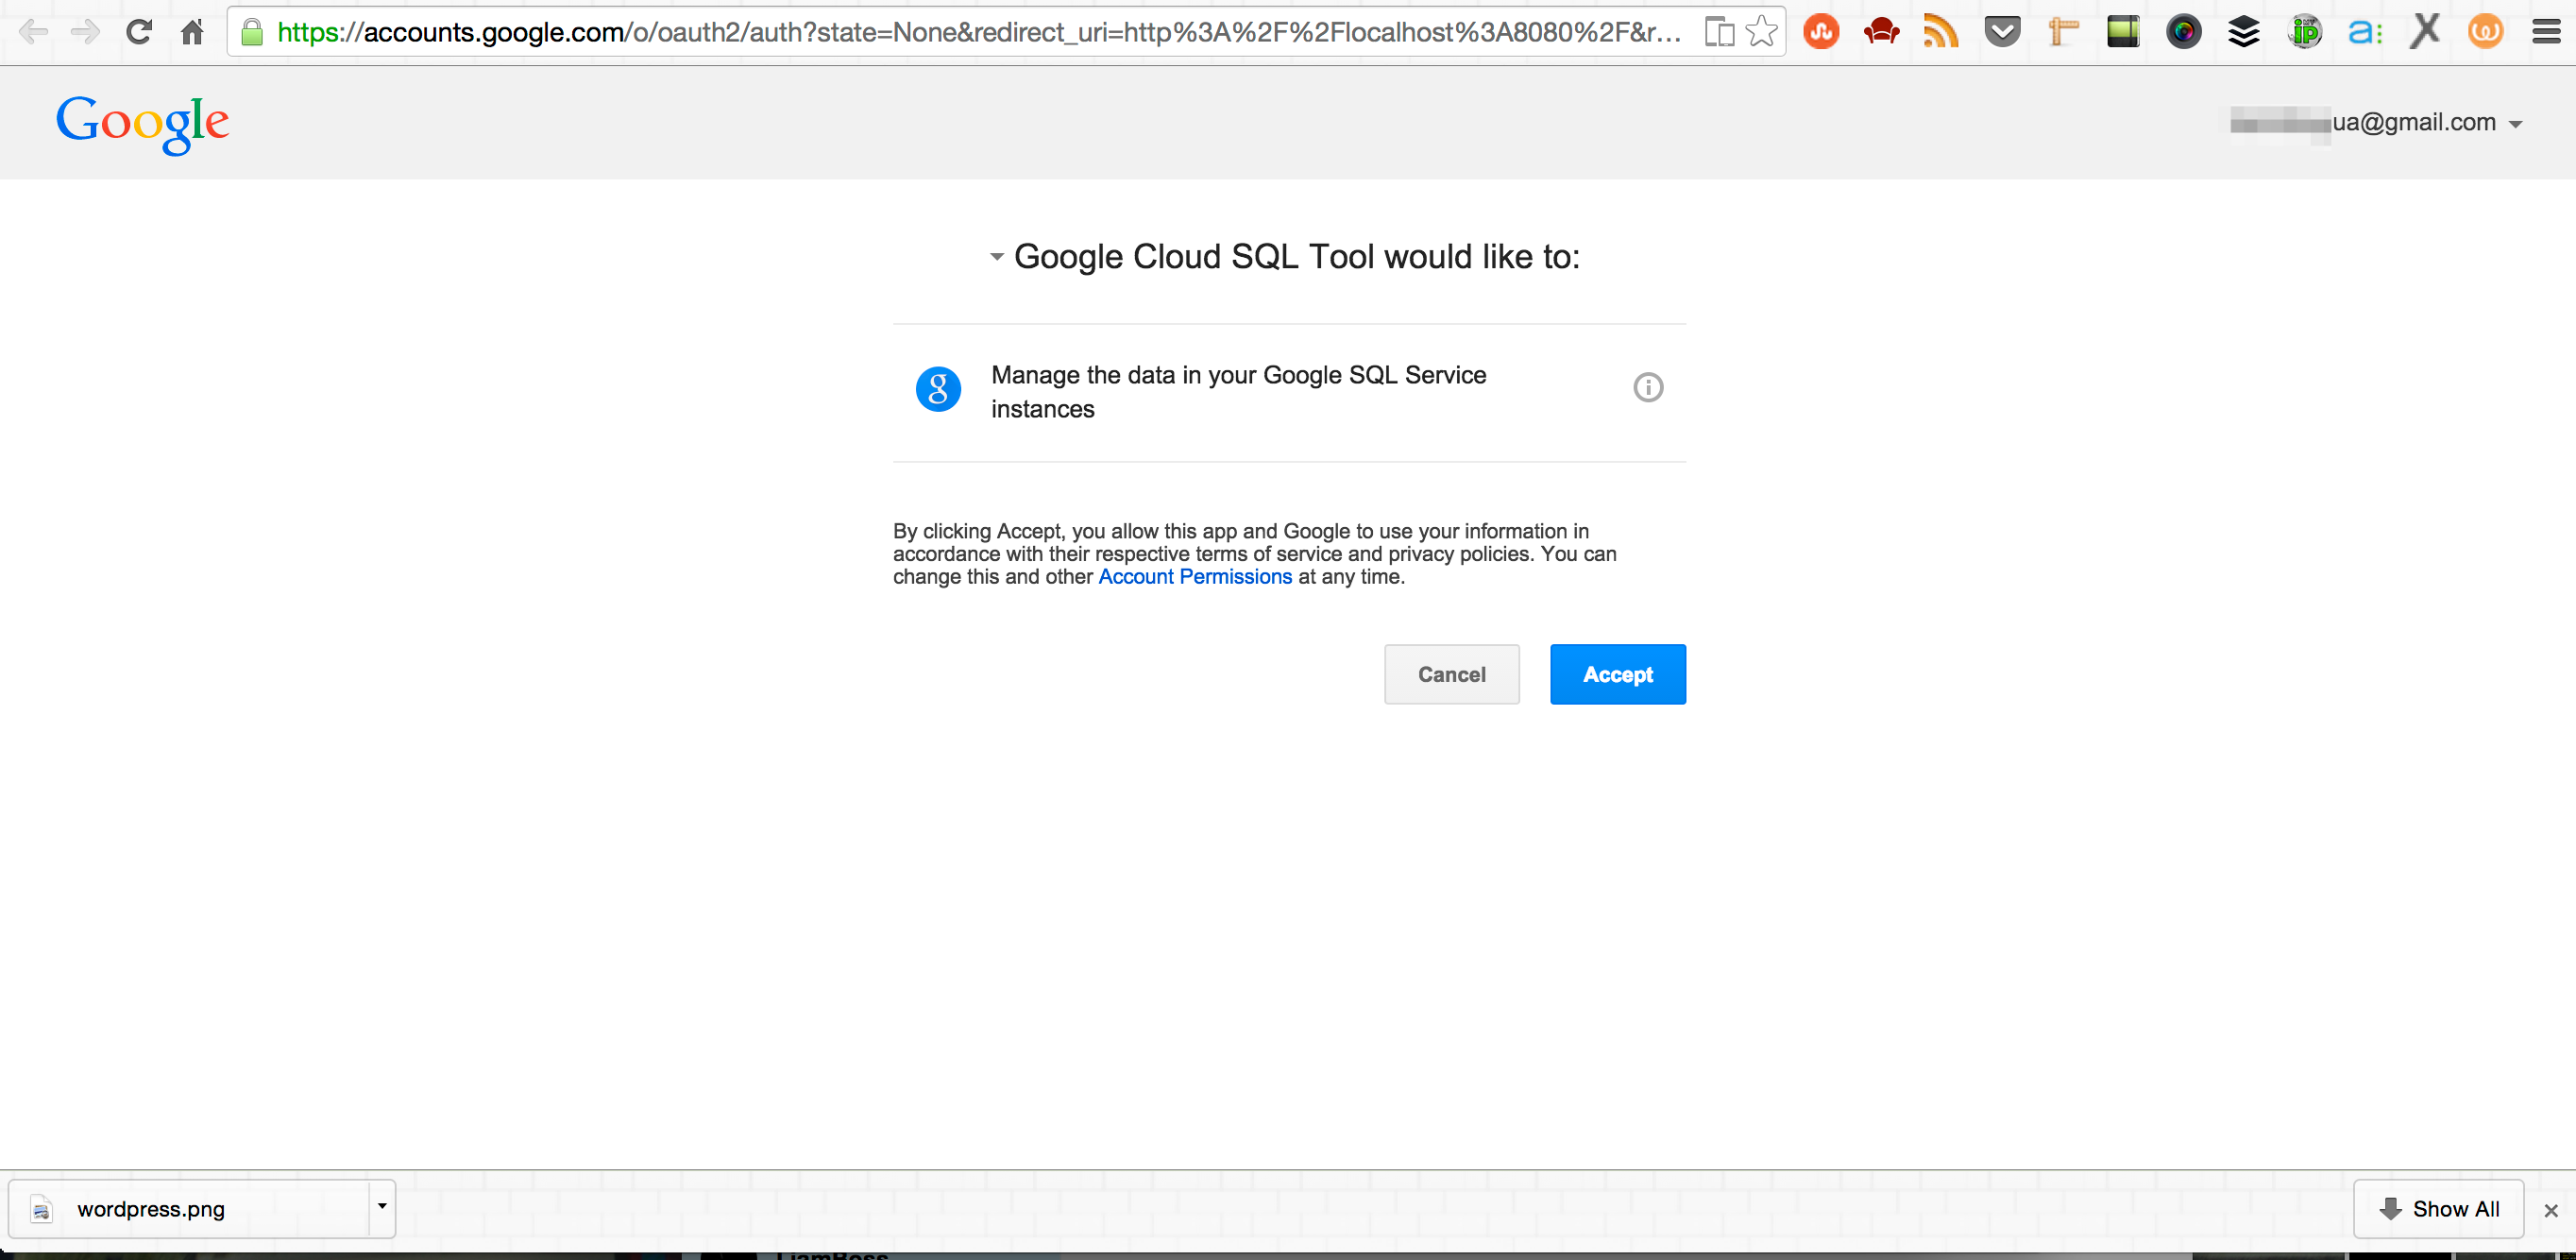 https://accounts.google.com/o/oauth2/auth?state=None&redirect_uri=http%3A%2F%2Flocalhost%3A8080%2F&r...
Google
ua@gmail.com
Google Cloud SQL Tool would like to:
Manage the data in your Google SQL Service
instances
By clicking Accept, you allow this app and Google to use your information in
accordance with their respective terms of service and privacy policies. You can
change this and other Account Permissions at any time.
Cancel Accept
wordpress.png
Show All